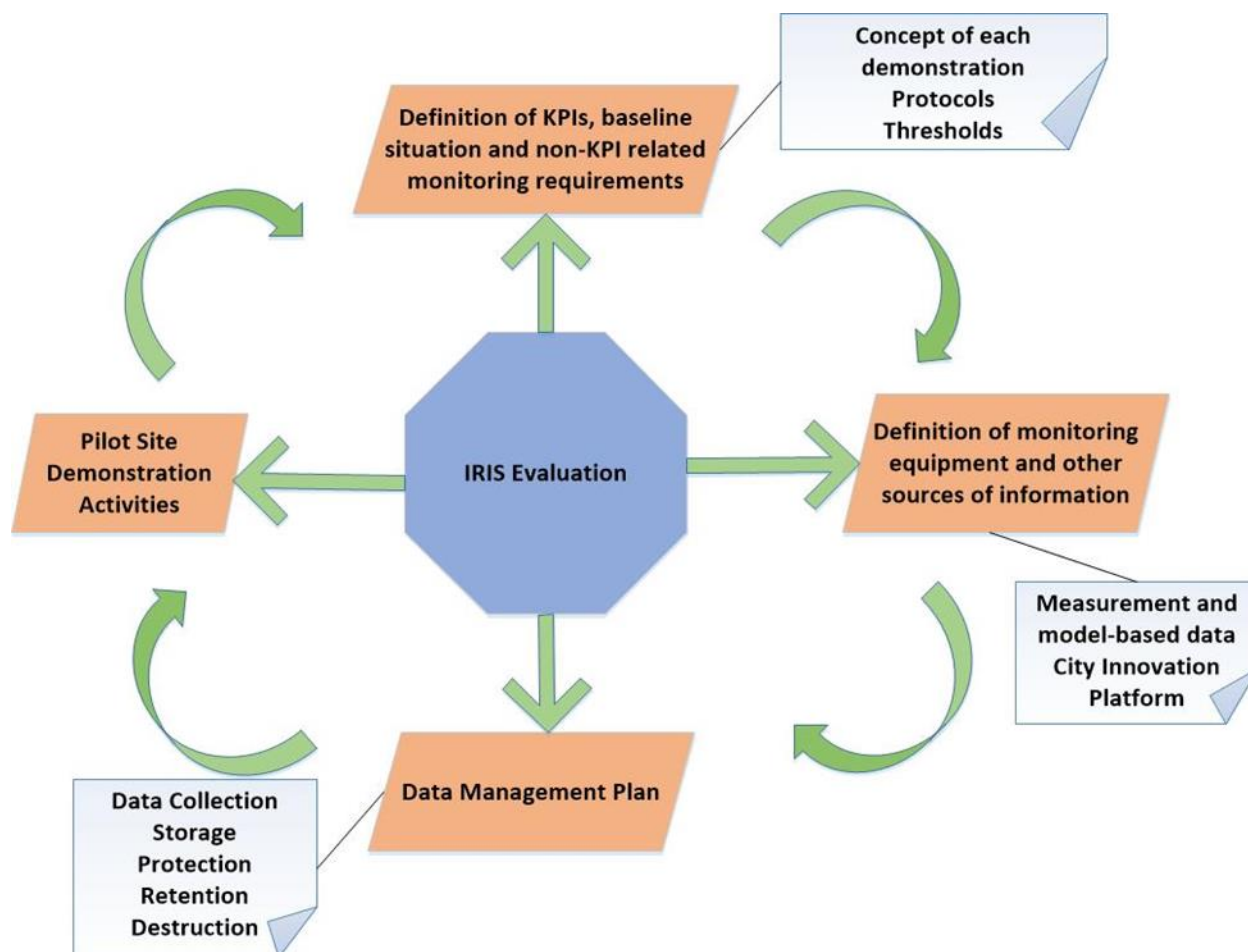 Concept of each
demonstration
Protocols
Thresholds
Definition of KPIs, baseline
situation and non-KPI related
monitoring requirements
Pilot Site
Demonstration
Activities
IRIS Evaluation
Definition of monitoring
equipment and other
sources of information
Measurement and
model-based data
City Innovation
Platform
Data Management Plan
Data Collection
Storage
Protection
Retention
Destruction